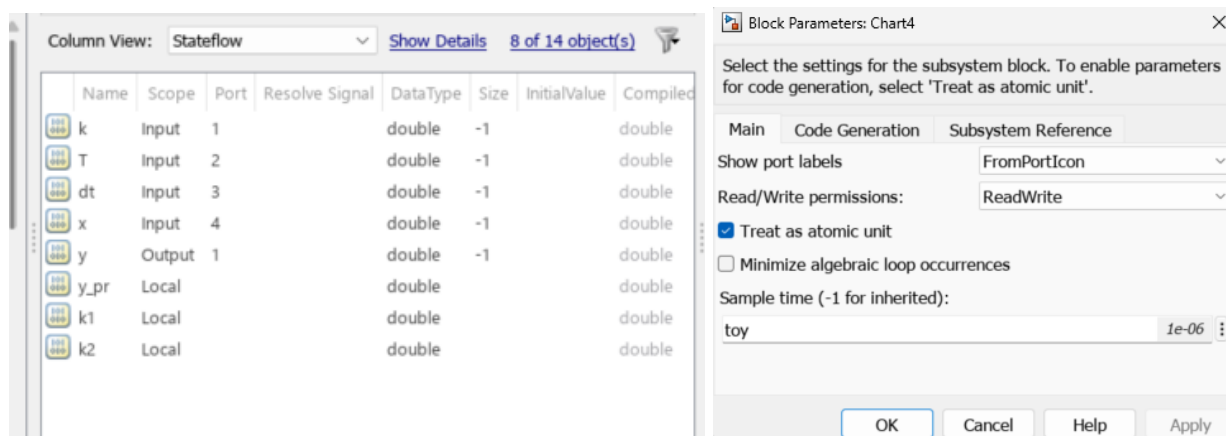 Column View: Stateflow Show Details 8 of 14 object(s)
Name Scope Port Resolve Signal DataType Size InitialValue Compiled
k Input 1 double -1 double
T Input 2 double -1 double
dt Input 3 double -1 double
x Input 4 double -1 double
y Output 1 double -1 double
y_pr Local double double
k1 Local double double
k2 Local double double
Block Parameters: Chart4
Select the settings for the subsystem block. To enable parameters
for code generation, select 'Treat as atomic unit'.
Main Code Generation Subsystem Reference
Show port labels FromPortIcon
Read/Write permissions: ReadWrite
Treat as atomic unit
Minimize algebraic loop occurrences
Sample time (-1 for inherited):
toy 1e-06
OK Cancel Help Apply